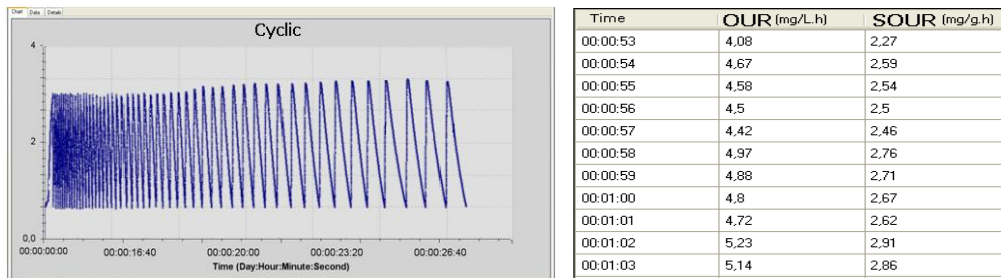 Chart Data Details
Cyclic
4
2
0,0
00:00:00:00 00:00:16:40 00:00:20:00 00:00:23:20 00:00:26:40
Time (Day:Hour:Minute:Second)
Time OUR (mg/L.h) SOUR (mg/g.h)
00:00:53 4,08 2,27
00:00:54 4,67 2,59
00:00:55 4,58 2,54
00:00:56 4,5 2,5
00:00:57 4,42 2,46
00:00:58 4,97 2,76
00:00:59 4,88 2,71
00:01:00 4,8 2,67
00:01:01 4,72 2,62
00:01:02 5,23 2,91
00:01:03 5,14 2,86